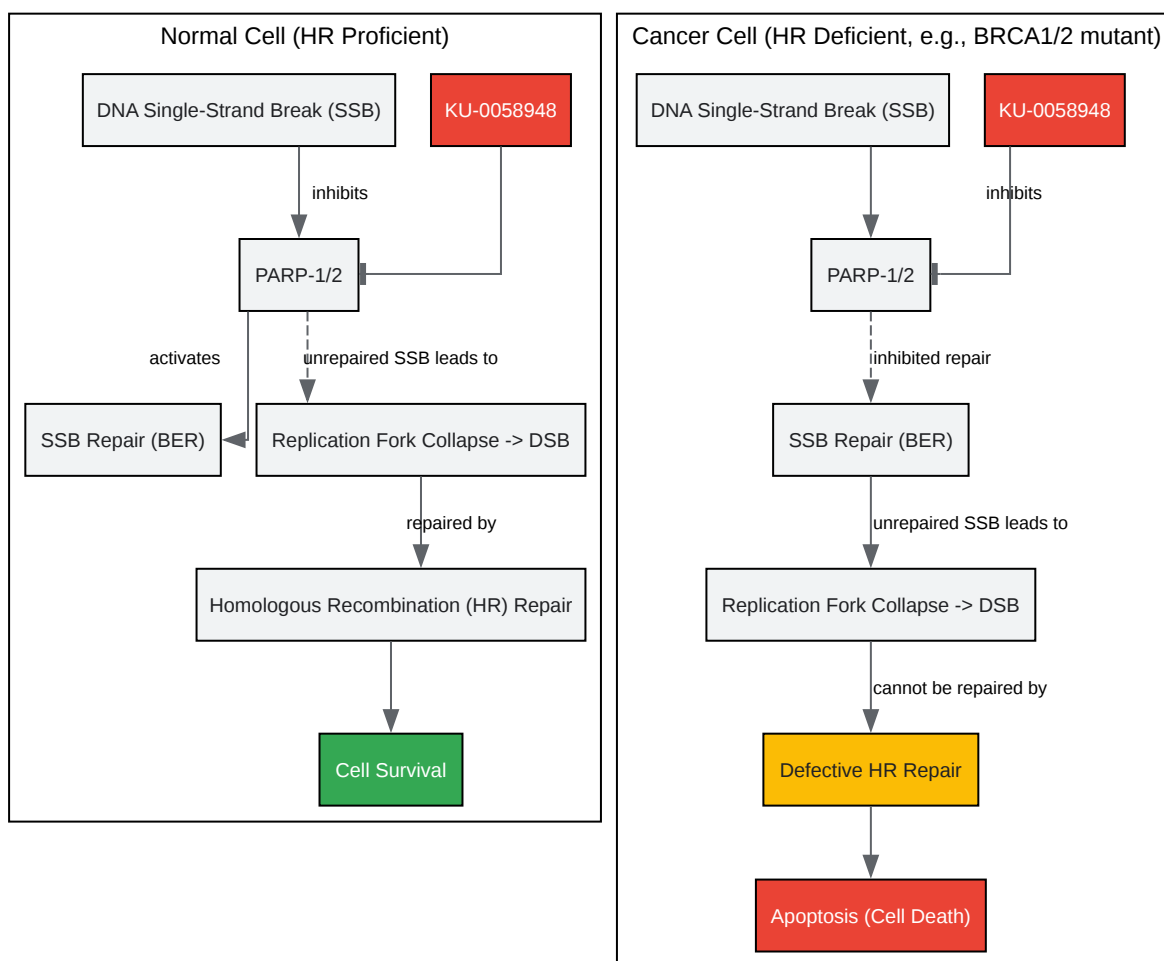 Normal Cell (HR Proficient)
DNA Single-Strand Break (SSB)
KU-0058948
inhibits
PARP-1/2
activates
unrepaired SSB leads to
SSB Repair (BER)
Replication Fork Collapse -> DSB
repaired by
Homologous Recombination (HR) Repair
Cell Survival
Cancer Cell (HR Deficient, e.g., BRCA1/2 mutant)
DNA Single-Strand Break (SSB)
KU-0058948
inhibits
PARP-1/2
inhibited repair
SSB Repair (BER)
unrepaired SSB leads to
Replication Fork Collapse -> DSB
cannot be repaired by
Defective HR Repair
Apoptosis (Cell Death)